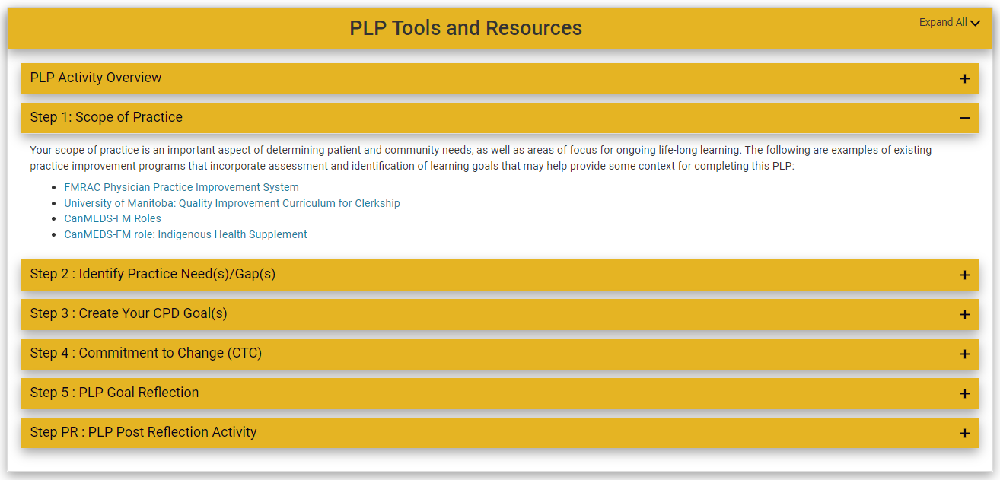 PLP Tools and Resources
Expand All
PLP Activity Overview
Step 1: Scope of Practice
Your scope of practice is an important aspect of determining patient and community needs, as well as areas of focus for ongoing life-long learning. The following are examples of existing
practice improvement programs that incorporate assessment and identification of learning goals that may help provide some context for completing this PLP:
FMRAC Physician Practice Improvement System
University of Manitoba: Quality Improvement Curriculum for Clerkship
CanMEDS-FM Roles
CanMEDS-FM role: Indigenous Health Supplement
Step 2 : Identify Practice Need(s)/Gap(s)
Step 3 : Create Your CPD Goal(s)
Step 4 : Commitment to Change (CTC)
Step 5 : PLP Goal Reflection
Step PR : PLP Post Reflection Activity